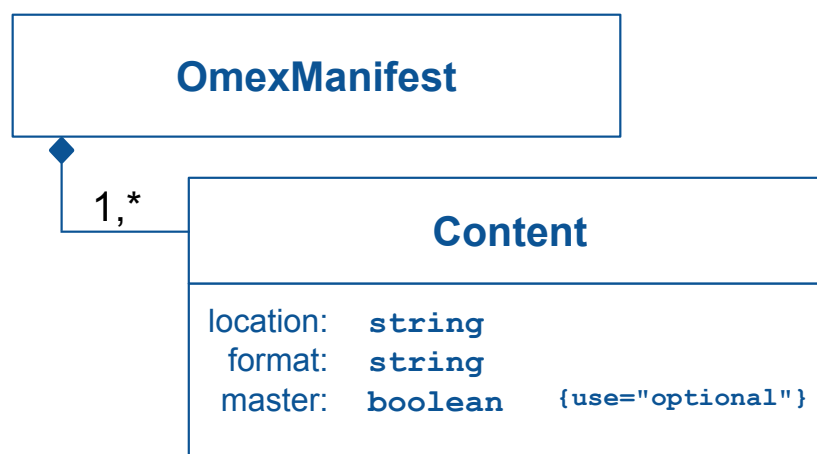 OmexManifest
1,*
Content
location: string
format: string
master: boolean {use="optional"}